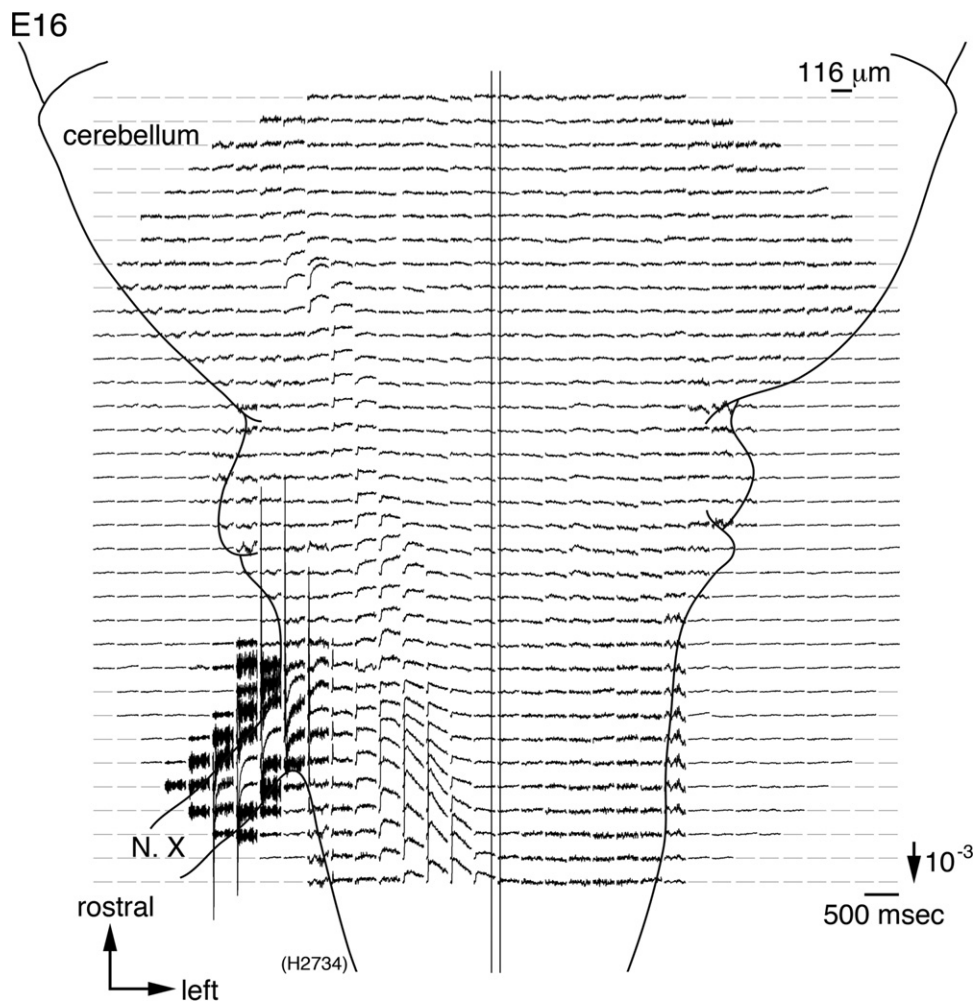 E16
116 μm
cerebellum
N. X
10⁻³
500 msec
rostral
left
(H2734)